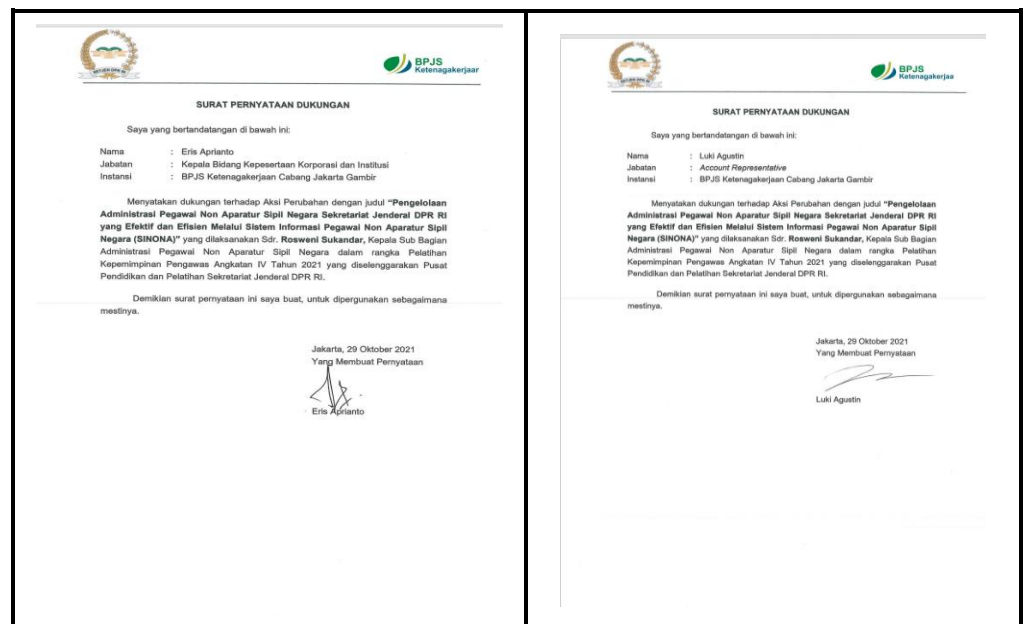 SETJEN DPR RI
BPJS
Ketenagakerjaan
SURAT PERNYATAAN DUKUNGAN
Saya yang bertandatangan di bawah ini:
Nama : Eris Aprianto
Jabatan : Kepala Bidang Kepesertaan Korporasi dan Institusi
Instansi : BPJS Ketenagakerjaan Cabang Jakarta Gambir
Menyatakan dukungan terhadap Aksi Perubahan dengan judul "Pengelolaan
Administrasi Pegawai Non Aparatur Sipil Negara Sekretariat Jenderal DPR RI
yang Efektif dan Efisien Melalui Sistem Informasi Pegawai Non Aparatur Sipil
Negara (SINONA)" yang dilaksanakan Sdr. Rosweni Sukandar, Kepala Sub Bagian
Administrasi Pegawai Non Aparatur Sipil Negara dalam rangka Pelatihan
Kepemimpinan Pengawas Angkatan IV Tahun 2021 yang diselenggarakan Pusat
Pendidikan dan Pelatihan Sekretariat Jenderal DPR RI.
Demikian surat pernyataan ini saya buat, untuk dipergunakan sebagaimana
mestinya.
Jakarta, 29 Oktober 2021
Yang Membuat Pernyataan
Eris Aprianto
SETJEN DPR RI
BPJS
Ketenagakerjaa
SURAT PERNYATAAN DUKUNGAN
Saya yang bertandatangan di bawah ini:
Nama : Luki Agustin
Jabatan : Account Representative
Instansi : BPJS Ketenagakerjaan Cabang Jakarta Gambir
Menyatakan dukungan terhadap Aksi Perubahan dengan judul "Pengelolaan
Administrasi Pegawai Non Aparatur Sipil Negara Sekretariat Jenderal DPR RI
yang Efektif dan Efisien Melalui Sistem Informasi Pegawai Non Aparatur Sipil
Negara (SINONA)" yang dilaksanakan Sdr. Rosweni Sukandar, Kepala Sub Bagian
Administrasi Pegawai Non Aparatur Sipil Negara dalam rangka Pelatihan
Kepemimpinan Pengawas Angkatan IV Tahun 2021 yang diselenggarakan Pusat
Pendidikan dan Pelatihan Sekretariat Jenderal DPR RI.
Demikian surat pernyataan ini saya buat, untuk dipergunakan sebagaimana
mestinya.
Jakarta, 29 Oktober 2021
Yang Membuat Pernyataan
Luki Agustin